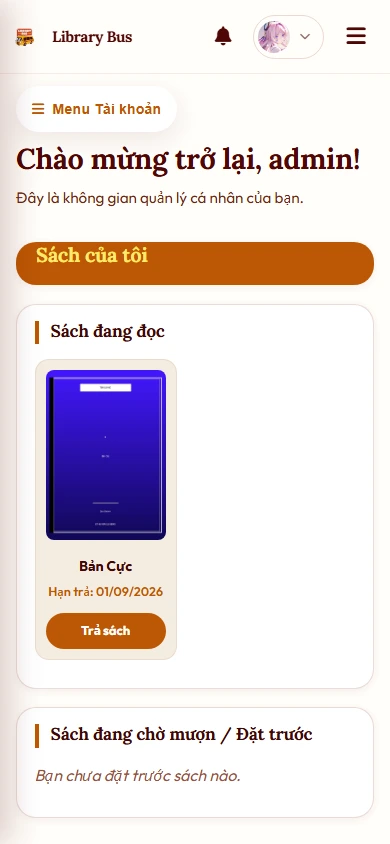 Library Bus
Menu Tài khoản
Chào mừng trở lại, admin!
Đây là không gian quản lý cá nhân của bạn.
Sách của tôi
Sách đang đọc
Bản Cực
Hạn trả: 01/09/2026
Trả sách
Sách đang chờ mượn / Đặt trước
Bạn chưa đặt trước sách nào.